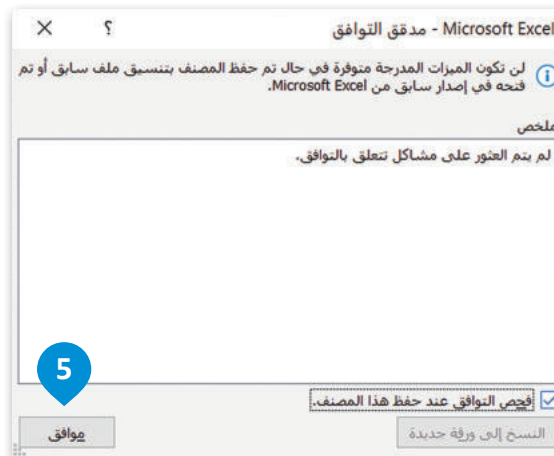 Microsoft Excel - مدقق التوافق ؟ ×
لن تكون الميزات المدرجة متوفرة في حال تم حفظ المصنف بتنسيق ملف سابق أو تم
فتحه في إصدار سابق من Microsoft Excel.
ملخص
لم يتم العثور على مشاكل تتعلق بالتوافق.
5
فحص التوافق عند حفظ هذا المصنف.
النسخ إلى ورقة جديدة
موافق